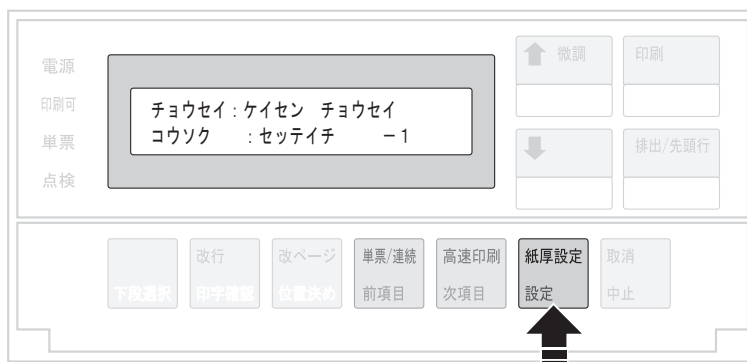 電源
印刷可
単票
点検
チョウセイ:ケイセン チョウセイ
コウソク :セッテイチ -1
微調
印刷
排出/先頭行
下段選択
改行
印字確認
改ページ
位置決め
単票/連続
前項目
高速印刷
次項目
紙厚設定
設定
取消
中止